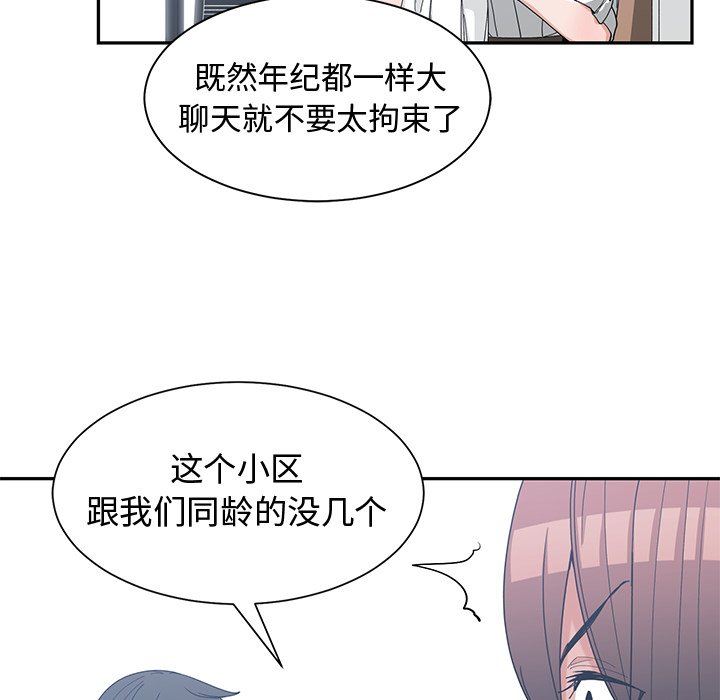 既然年纪都一样大
聊天就不要太拘束了
这个小区
跟我们同龄的没几个